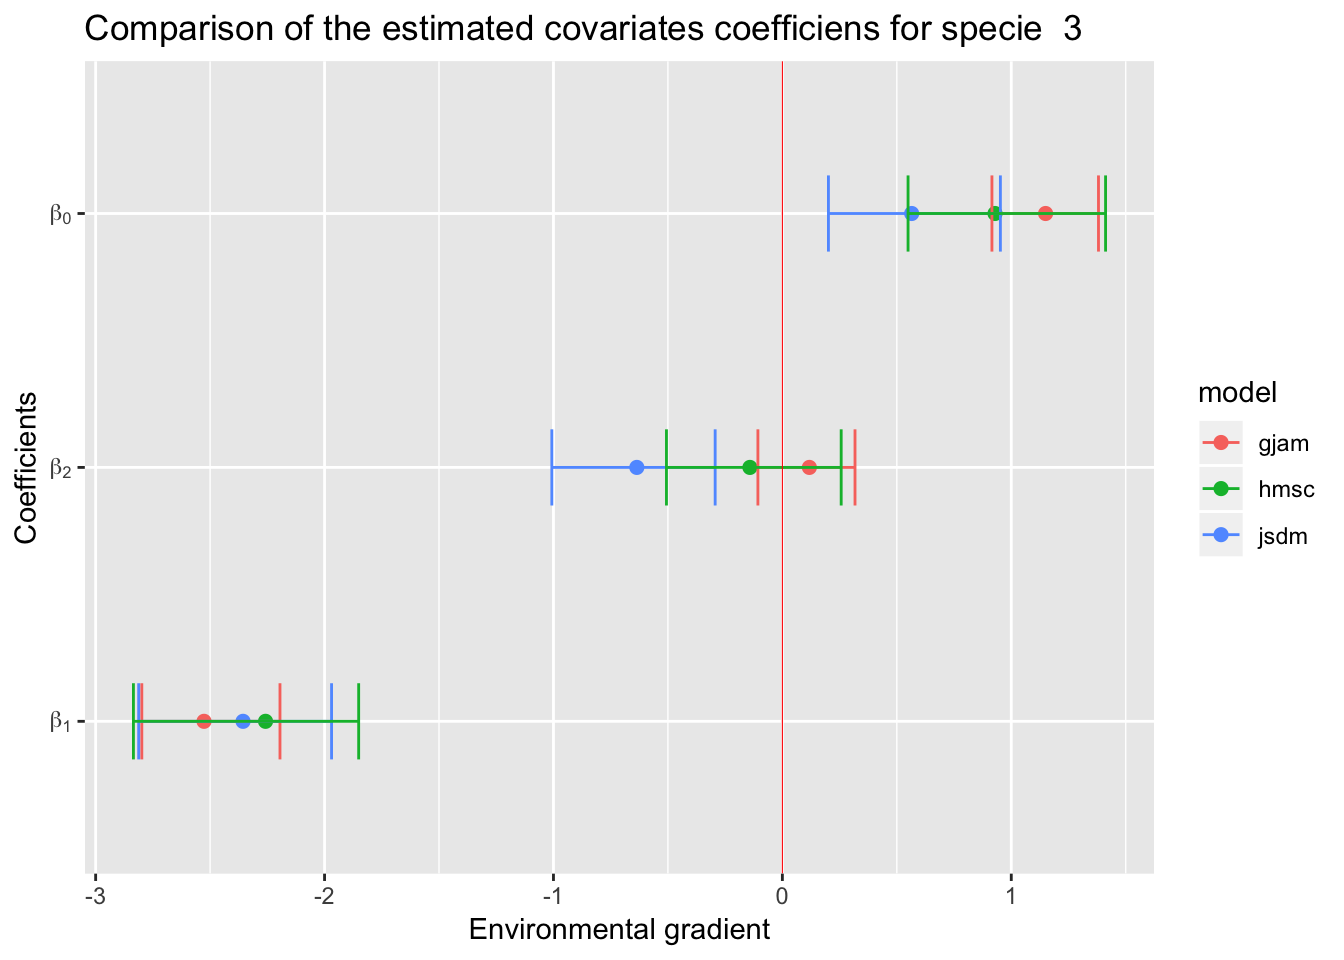 Comparison of the estimated covariates coefficiens for specie  3
β₀
β₂
β₁
Coefficients
-3 -2 -1 0 1
Environmental gradient
model
gjam
hmsc
jsdm